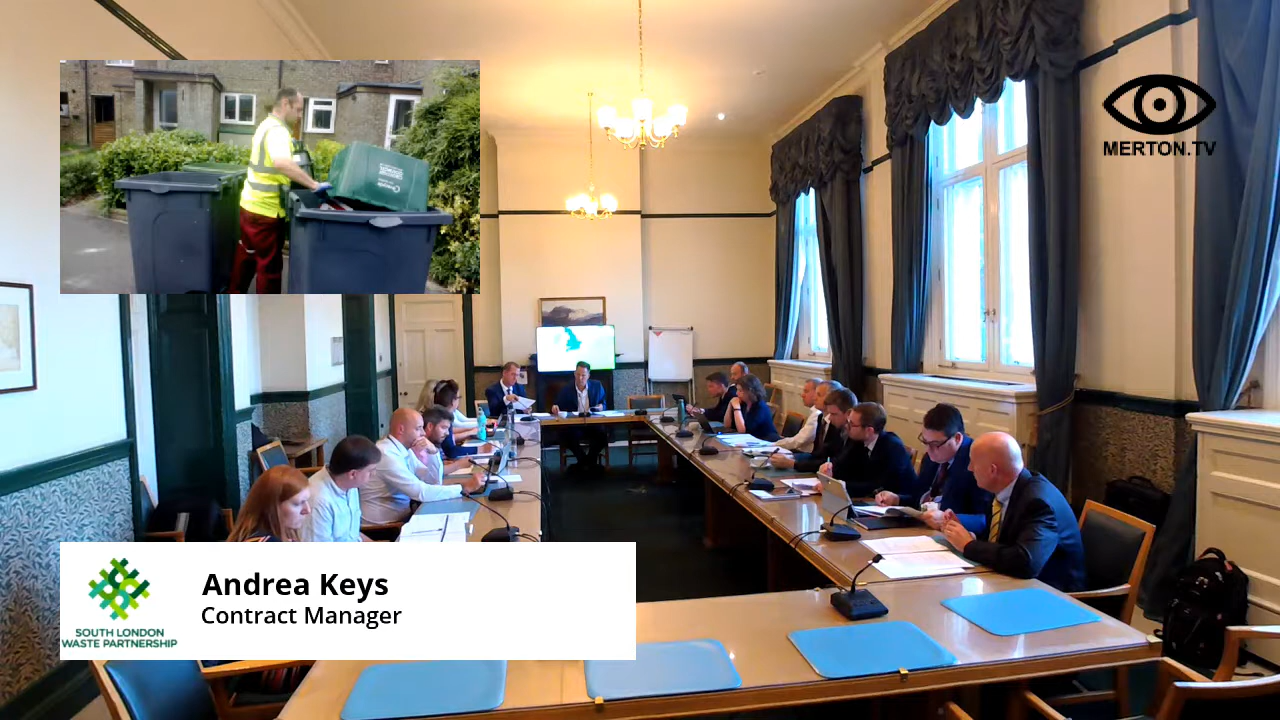 MERTON.TV
Andrea Keys
Contract Manager
SOUTH LONDON
WASTE PARTNERSHIP